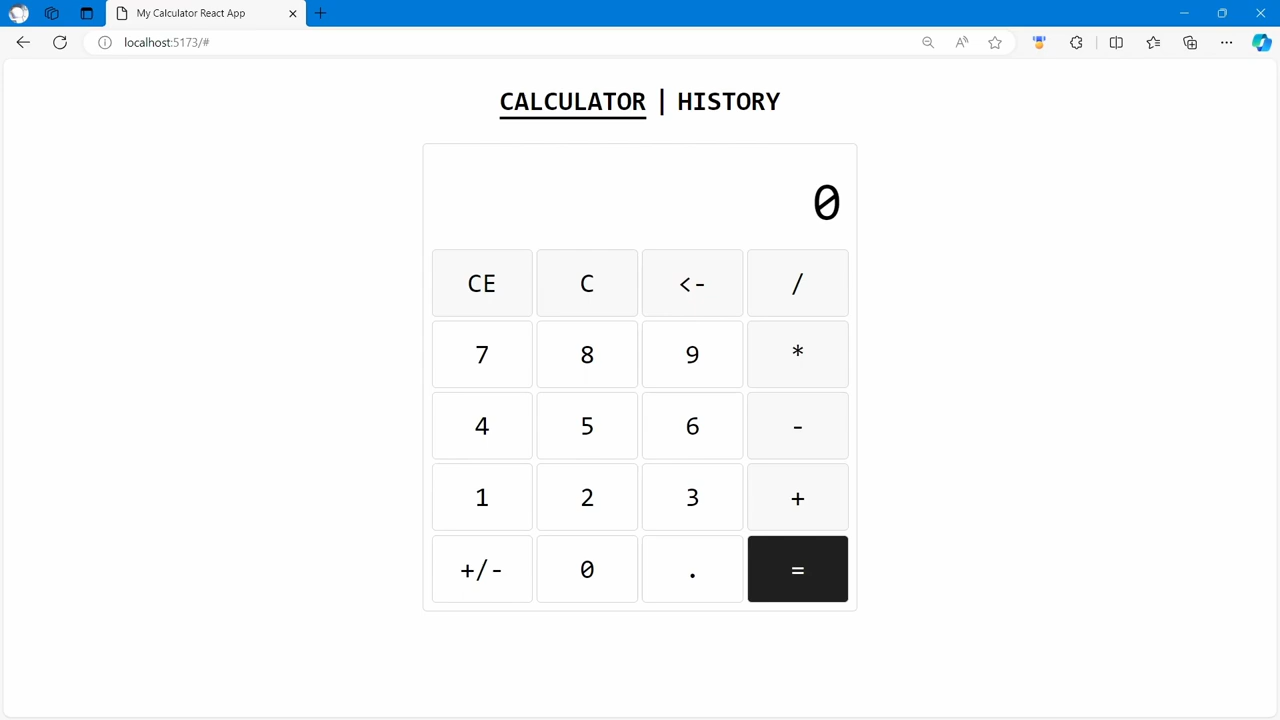 My Calculator React App
localhost:5173/#
CALCULATOR | HISTORY
0
CE C <- /
7 8 9 *
4 5 6 -
1 2 3 +
+/- 0 . =